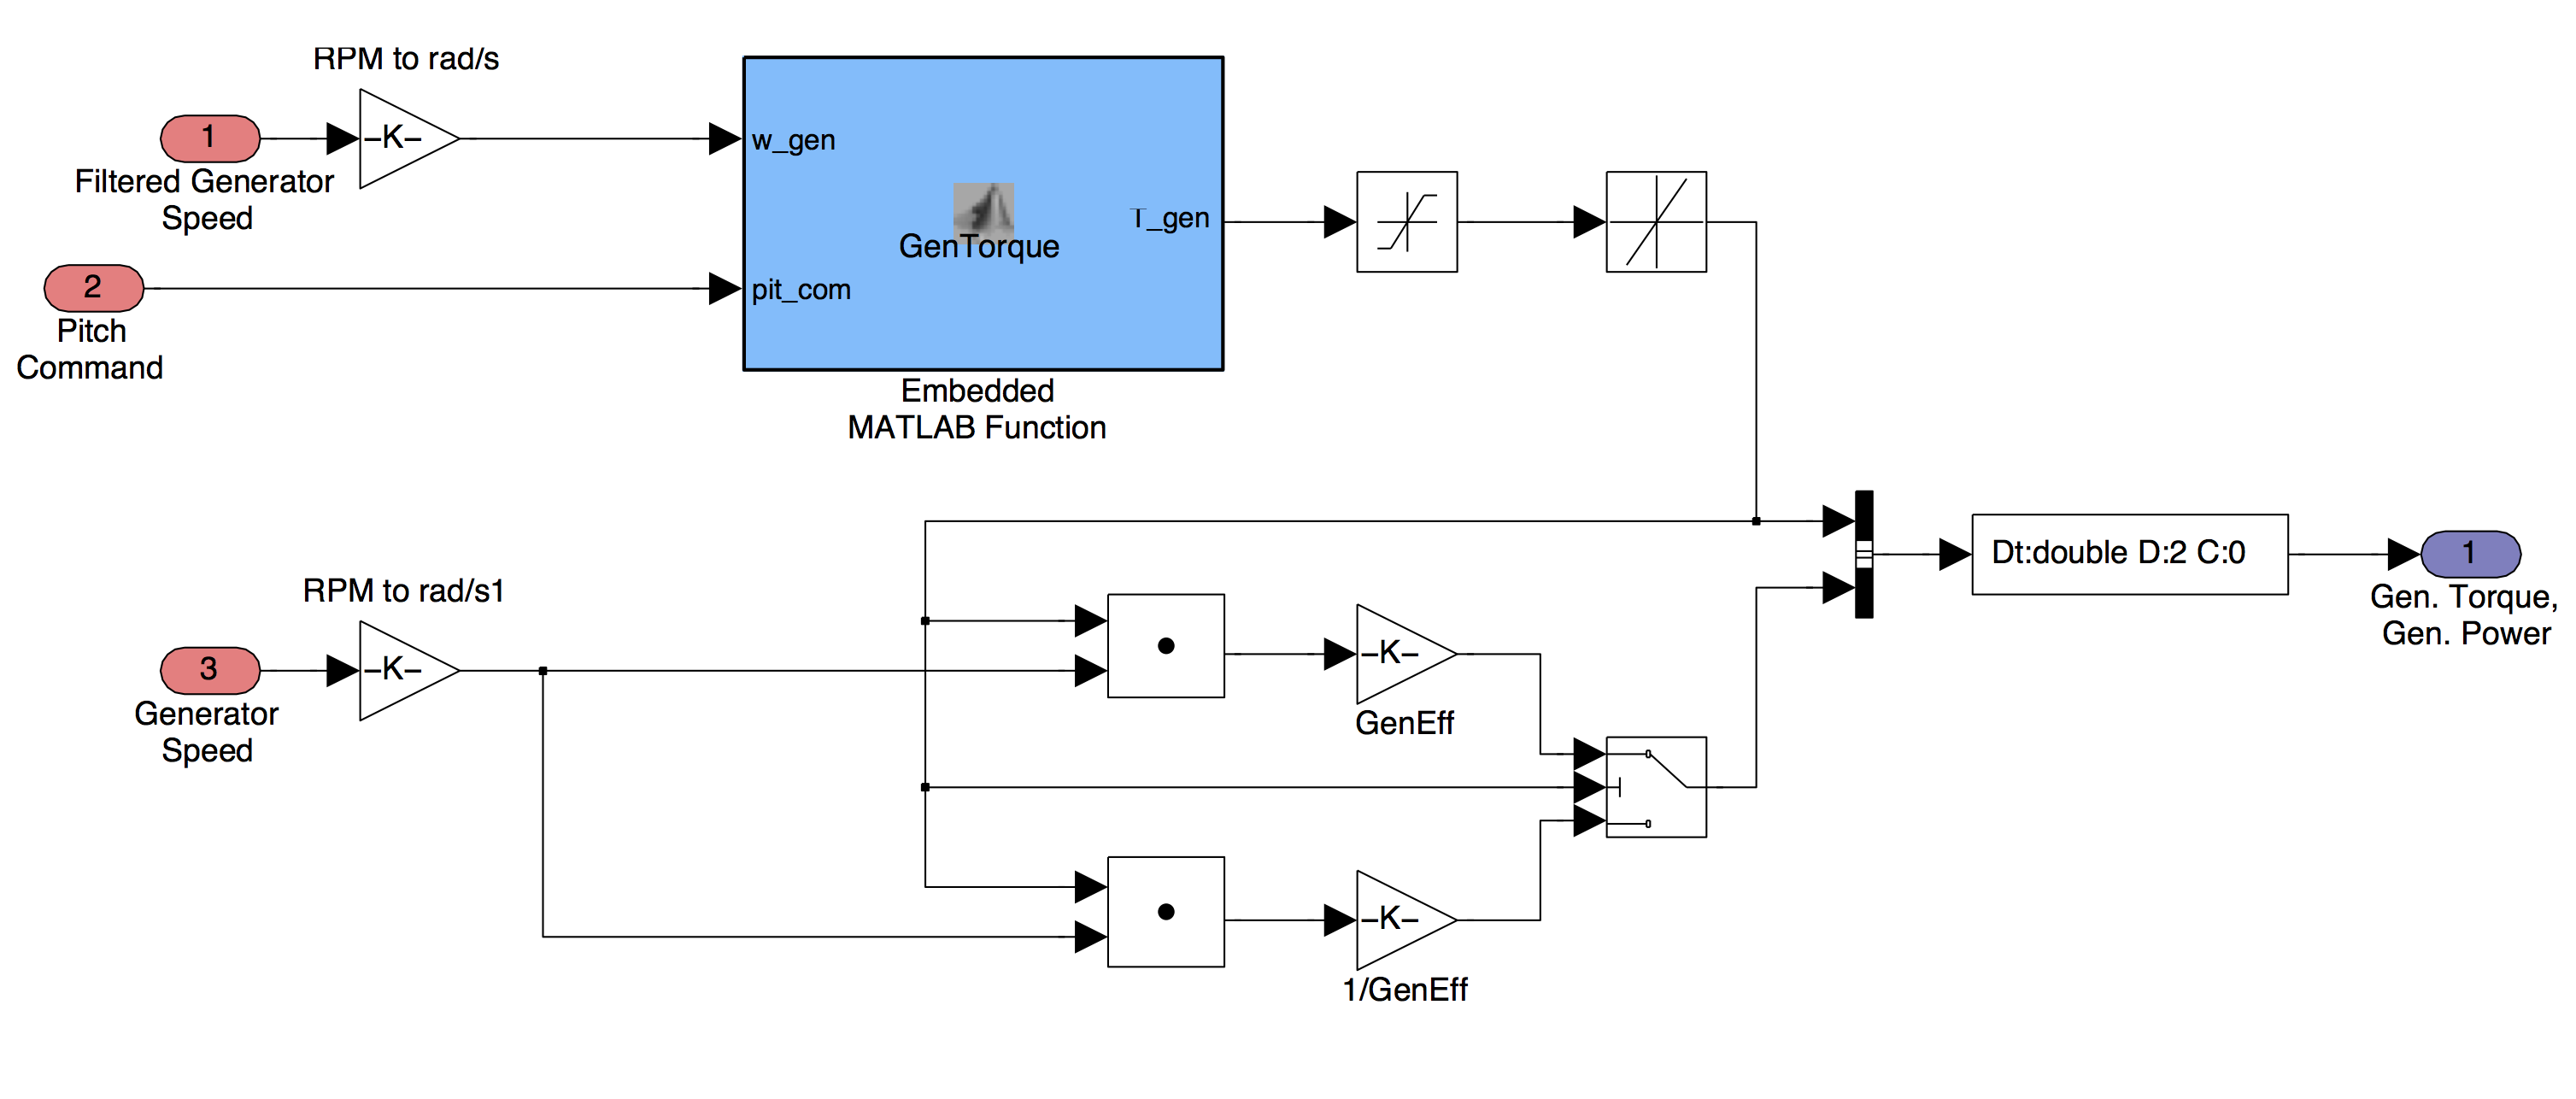 RPM to rad/s
1
–K–
Filtered Generator
Speed
w_gen
T_gen
GenTorque
2
pit_com
Pitch
Command
Embedded
MATLAB Function
Dt:double D:2 C:0
1
Gen. Torque,
Gen. Power
RPM to rad/s1
3
–K–
Generator
Speed
–K–
GenEff
–K–
1/GenEff